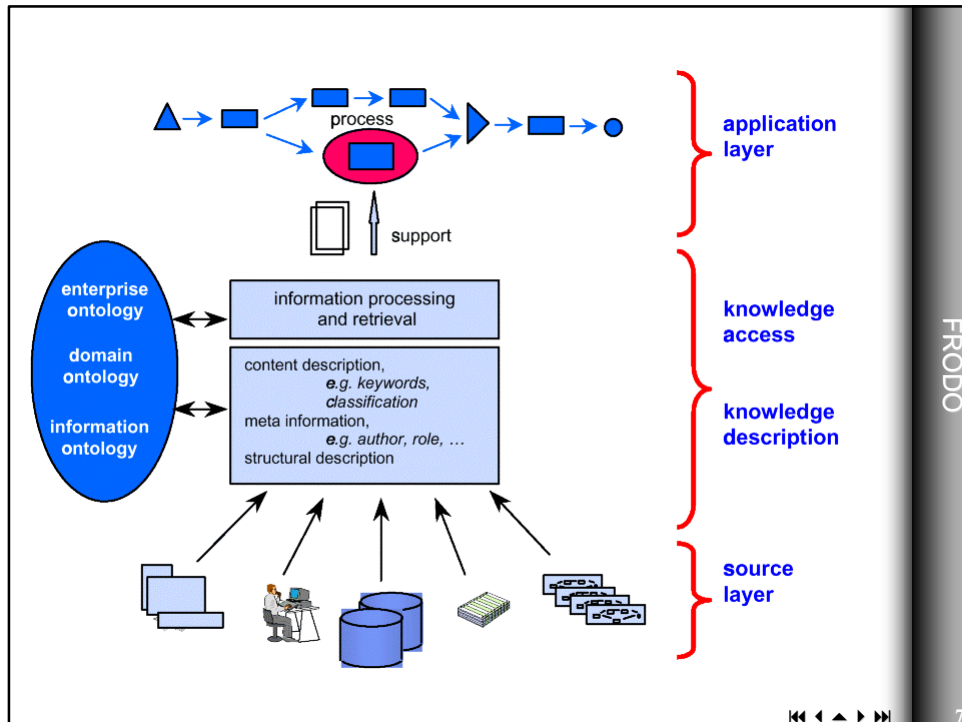 process
application
layer
support
enterprise
ontology
domain
ontology
information
ontology
information processing
and retrieval
content description,
e.g. keywords,
classification
meta information,
e.g. author, role, …
structural description
knowledge
access
knowledge
description
source
layer
FRODO
7